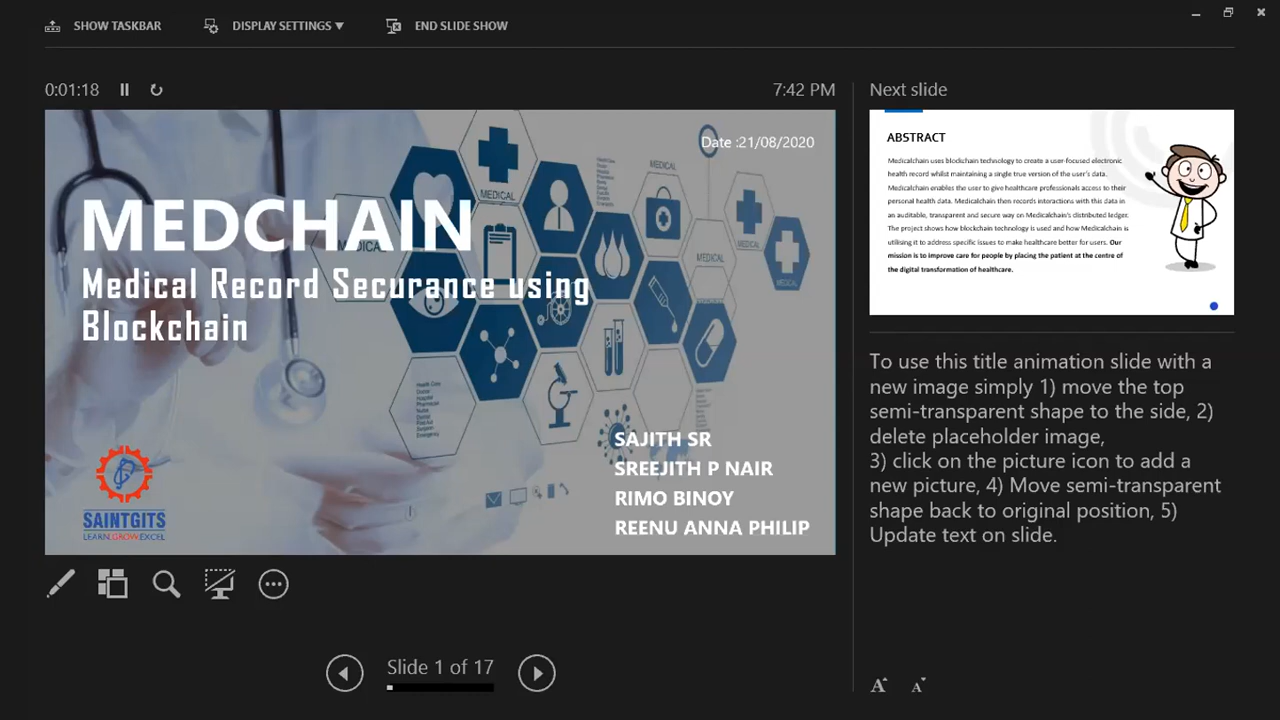 SHOW TASKBAR
DISPLAY SETTINGS ▼
END SLIDE SHOW
0:01:18
7:42 PM
Date :21/08/2020
MEDICAL
MEDICAL
MEDICAL
MEDICAL
MEDICAL
MEDICAL
MEDCHAIN
Medical Record Securance using
Blockchain
Health Care
SAJITH SR
SREEJITH P NAIR
RIMO BINOY
REENU ANNA PHILIP
SAINTGITS
LEARN.GROW.EXCEL
Slide 1 of 17
Next slide
ABSTRACT
Medicalchain uses blockchain technology to create a user-focused electronic
health record whilst maintaining a single true version of the user's data.
Medicalchain enables the user to give healthcare professionals access to their
personal health data. Medicalchain then records interactions with this data in
an auditable, transparent and secure way on Medicalchain's distributed ledger.
The project shows how blockchain technology is used and how Medicalchain is
utilising it to address specific issues to make healthcare better for users. Our
mission is to improve care for people by placing the patient at the centre of
the digital transformation of healthcare.
To use this title animation slide with a
new image simply 1) move the top
semi-transparent shape to the side, 2)
delete placeholder image,
3) click on the picture icon to add a
new picture, 4) Move semi-transparent
shape back to original position, 5)
Update text on slide.
A A